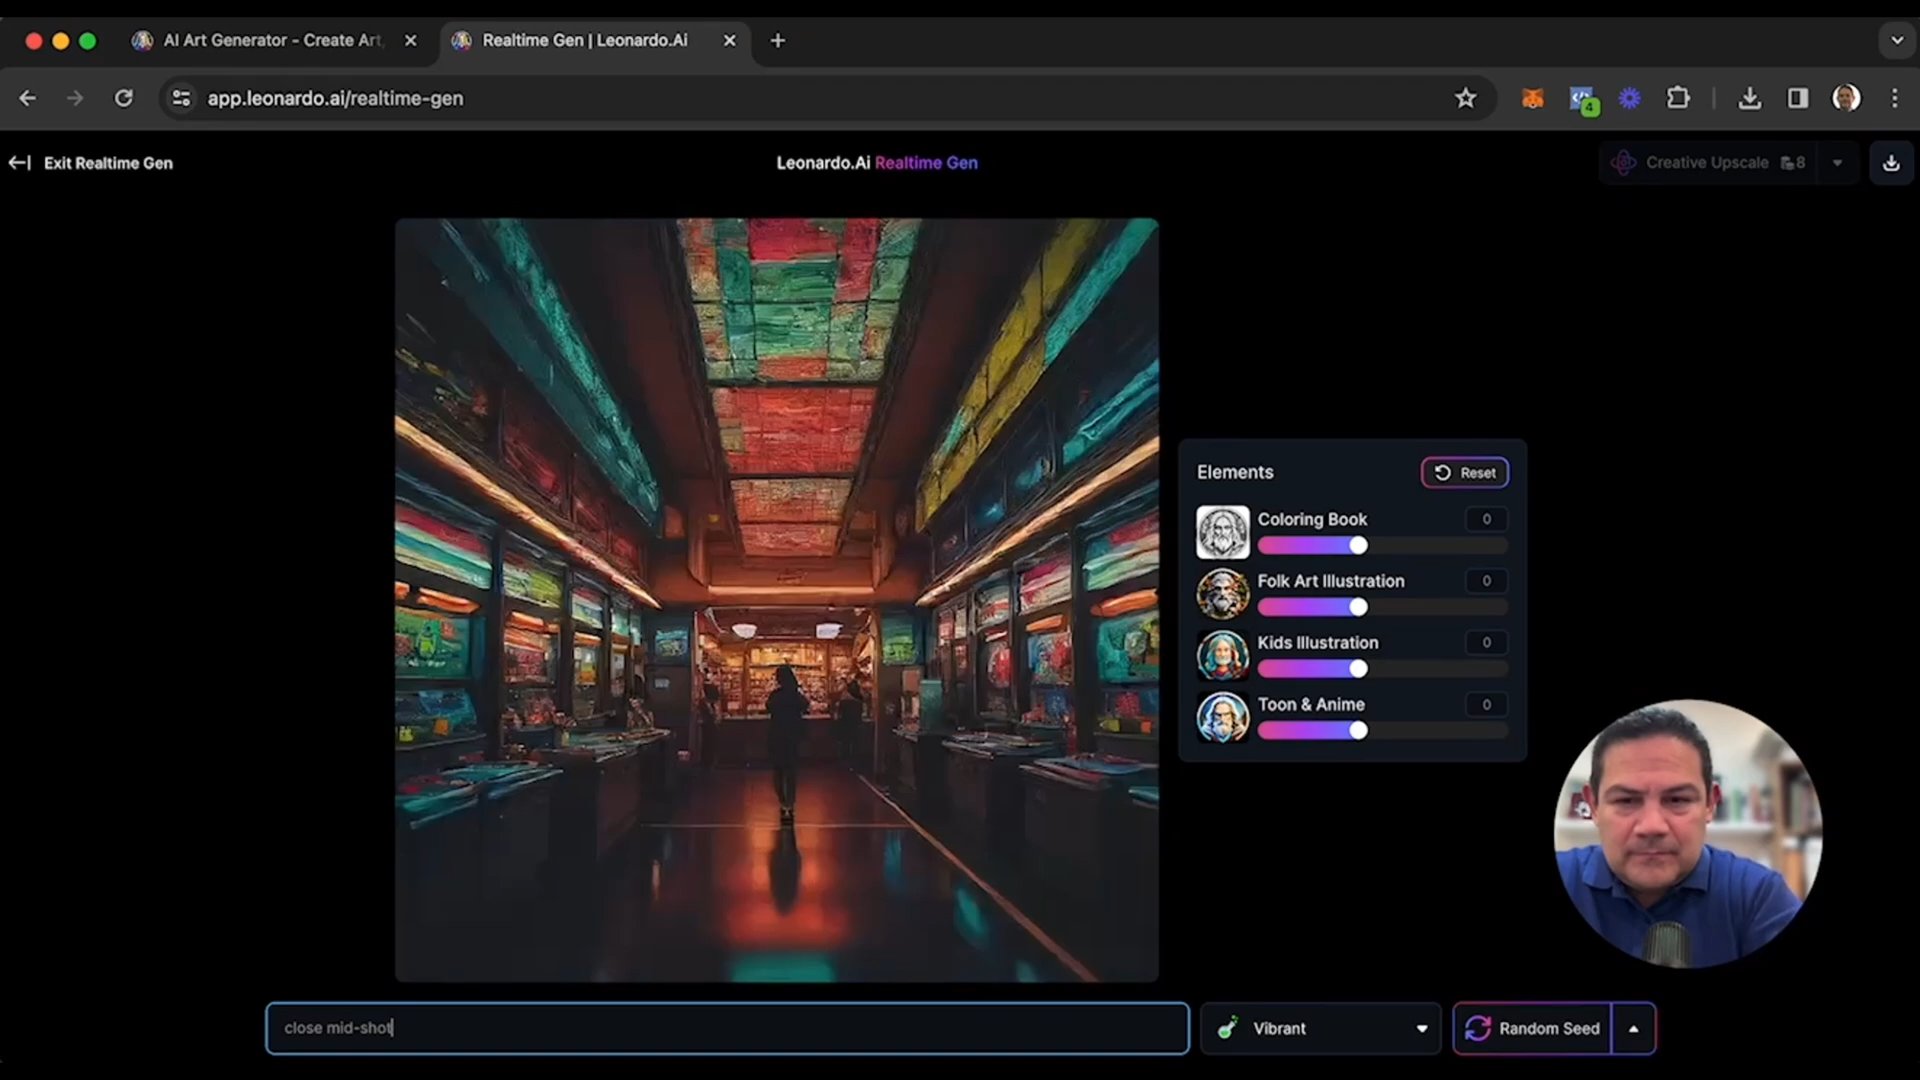 AI Art Generator - Create Art,
Realtime Gen | Leonardo.Ai
app.leonardo.ai/realtime-gen
4
Exit Realtime Gen
Leonardo.Ai Realtime Gen
Creative Upscale 8
Elements
Reset
Coloring Book 0
Folk Art Illustration 0
Kids Illustration 0
Toon & Anime 0
close mid-shot
Vibrant
Random Seed